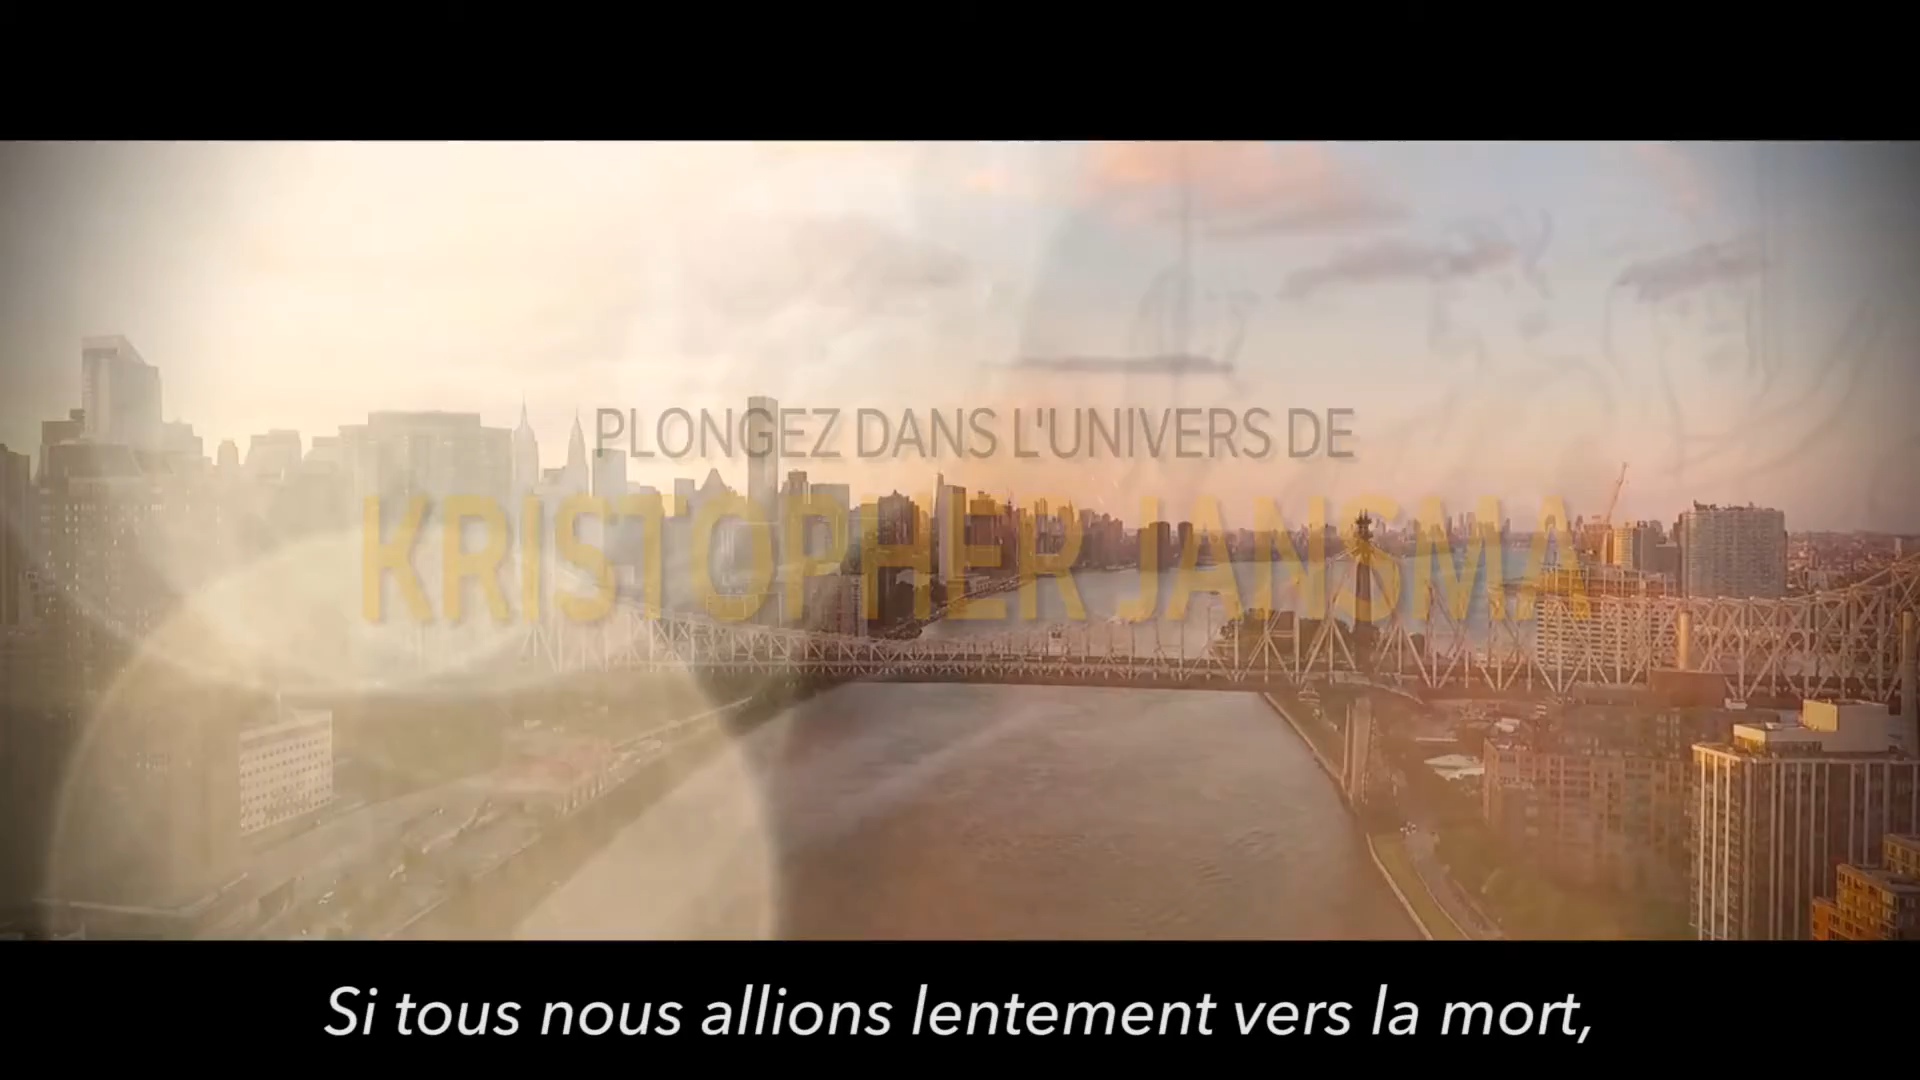 PLONGEZ DANS L'UNIVERS DE
KRISTOPHER JANSMA
Si tous nous allions lentement vers la mort,